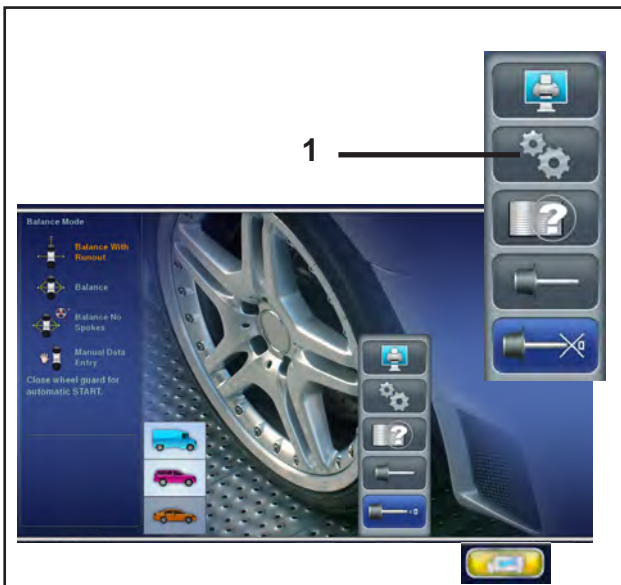 1
Balance Mode
Balance With
Runout
Balance
Balance No
Spokes
Manual Data
Entry
Close wheel guard for
automatic START.